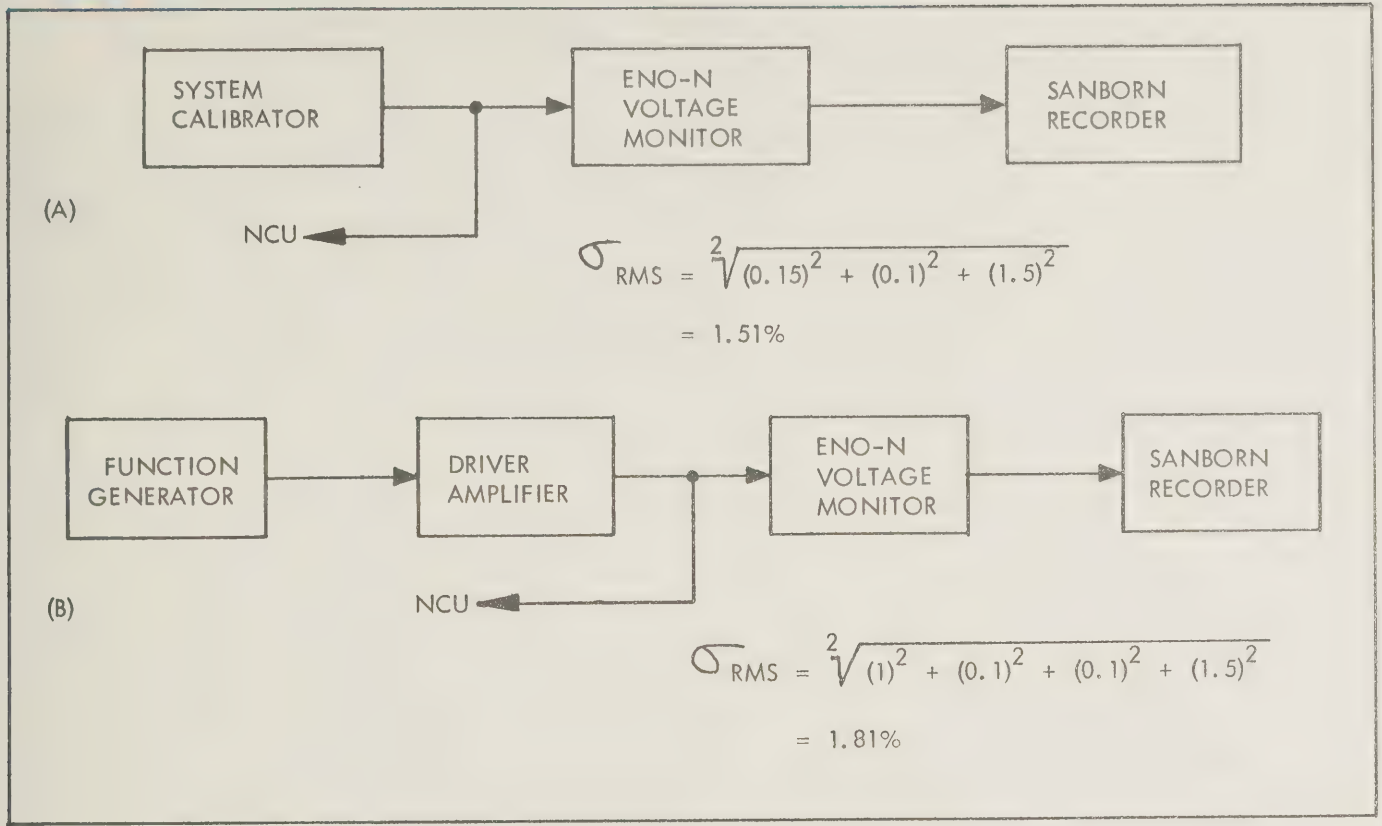 SYSTEM
CALIBRATOR
ENO-N
VOLTAGE
MONITOR
SANBORN
RECORDER
(A)
NCU
σ RMS = ²√(0.15)² + (0.1)² + (1.5)²
= 1.51%
FUNCTION
GENERATOR
DRIVER
AMPLIFIER
ENO-N
VOLTAGE
MONITOR
SANBORN
RECORDER
(B)
NCU
σ RMS = ²√(1)² + (0.1)² + (0.1)² + (1.5)²
= 1.81%